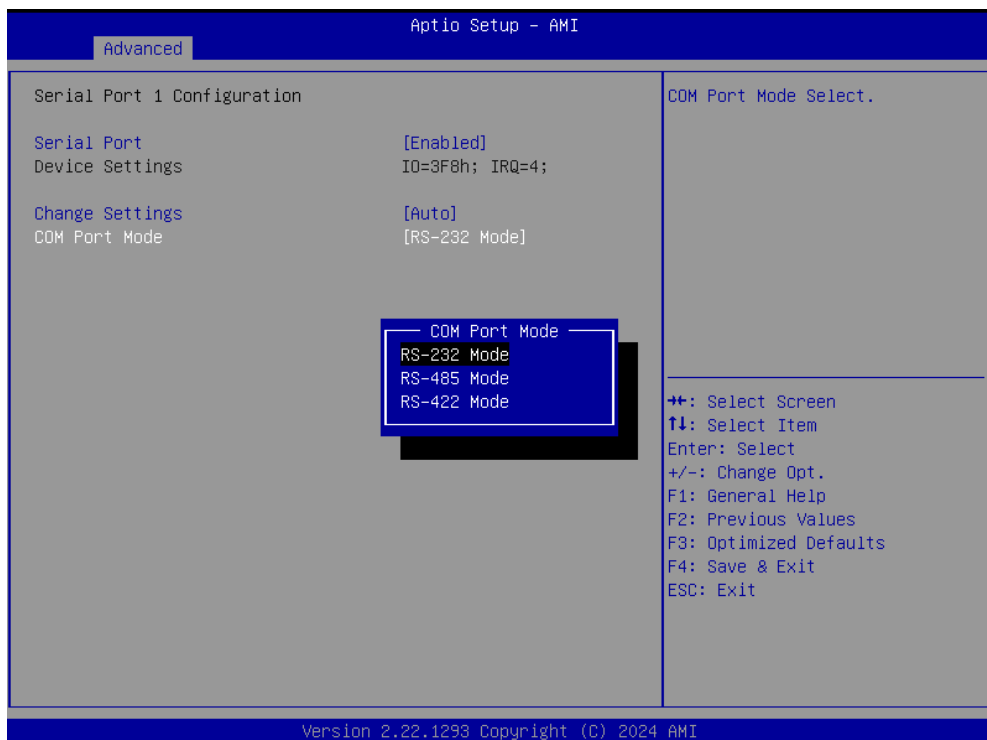 Aptio Setup – AMI
Advanced
Serial Port 1 Configuration
Serial Port [Enabled]
Device Settings IO=3F8h; IRQ=4;
Change Settings [Auto]
COM Port Mode [RS-232 Mode]
COM Port Mode
RS-232 Mode
RS-485 Mode
RS-422 Mode
COM Port Mode Select.
→←: Select Screen
↑↓: Select Item
Enter: Select
+/-: Change Opt.
F1: General Help
F2: Previous Values
F3: Optimized Defaults
F4: Save & Exit
ESC: Exit
Version 2.22.1293 Copyright (C) 2024 AMI